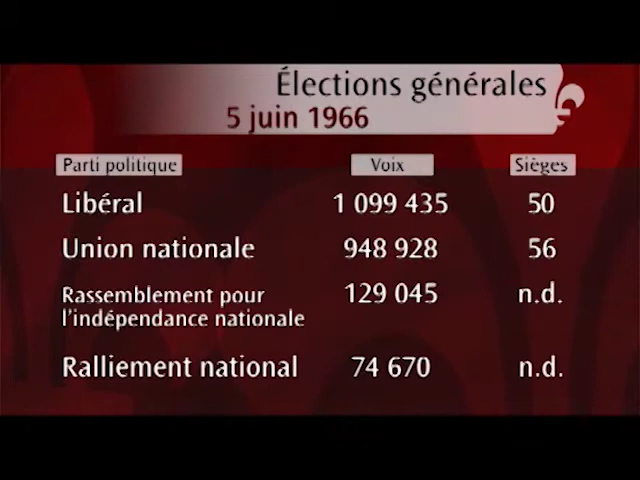 Élections générales
5 juin 1966
Parti politique Voix Sièges
Libéral 1 099 435 50
Union nationale 948 928 56
Rassemblement pour 129 045 n.d.
l'indépendance nationale
Ralliement national 74 670 n.d.